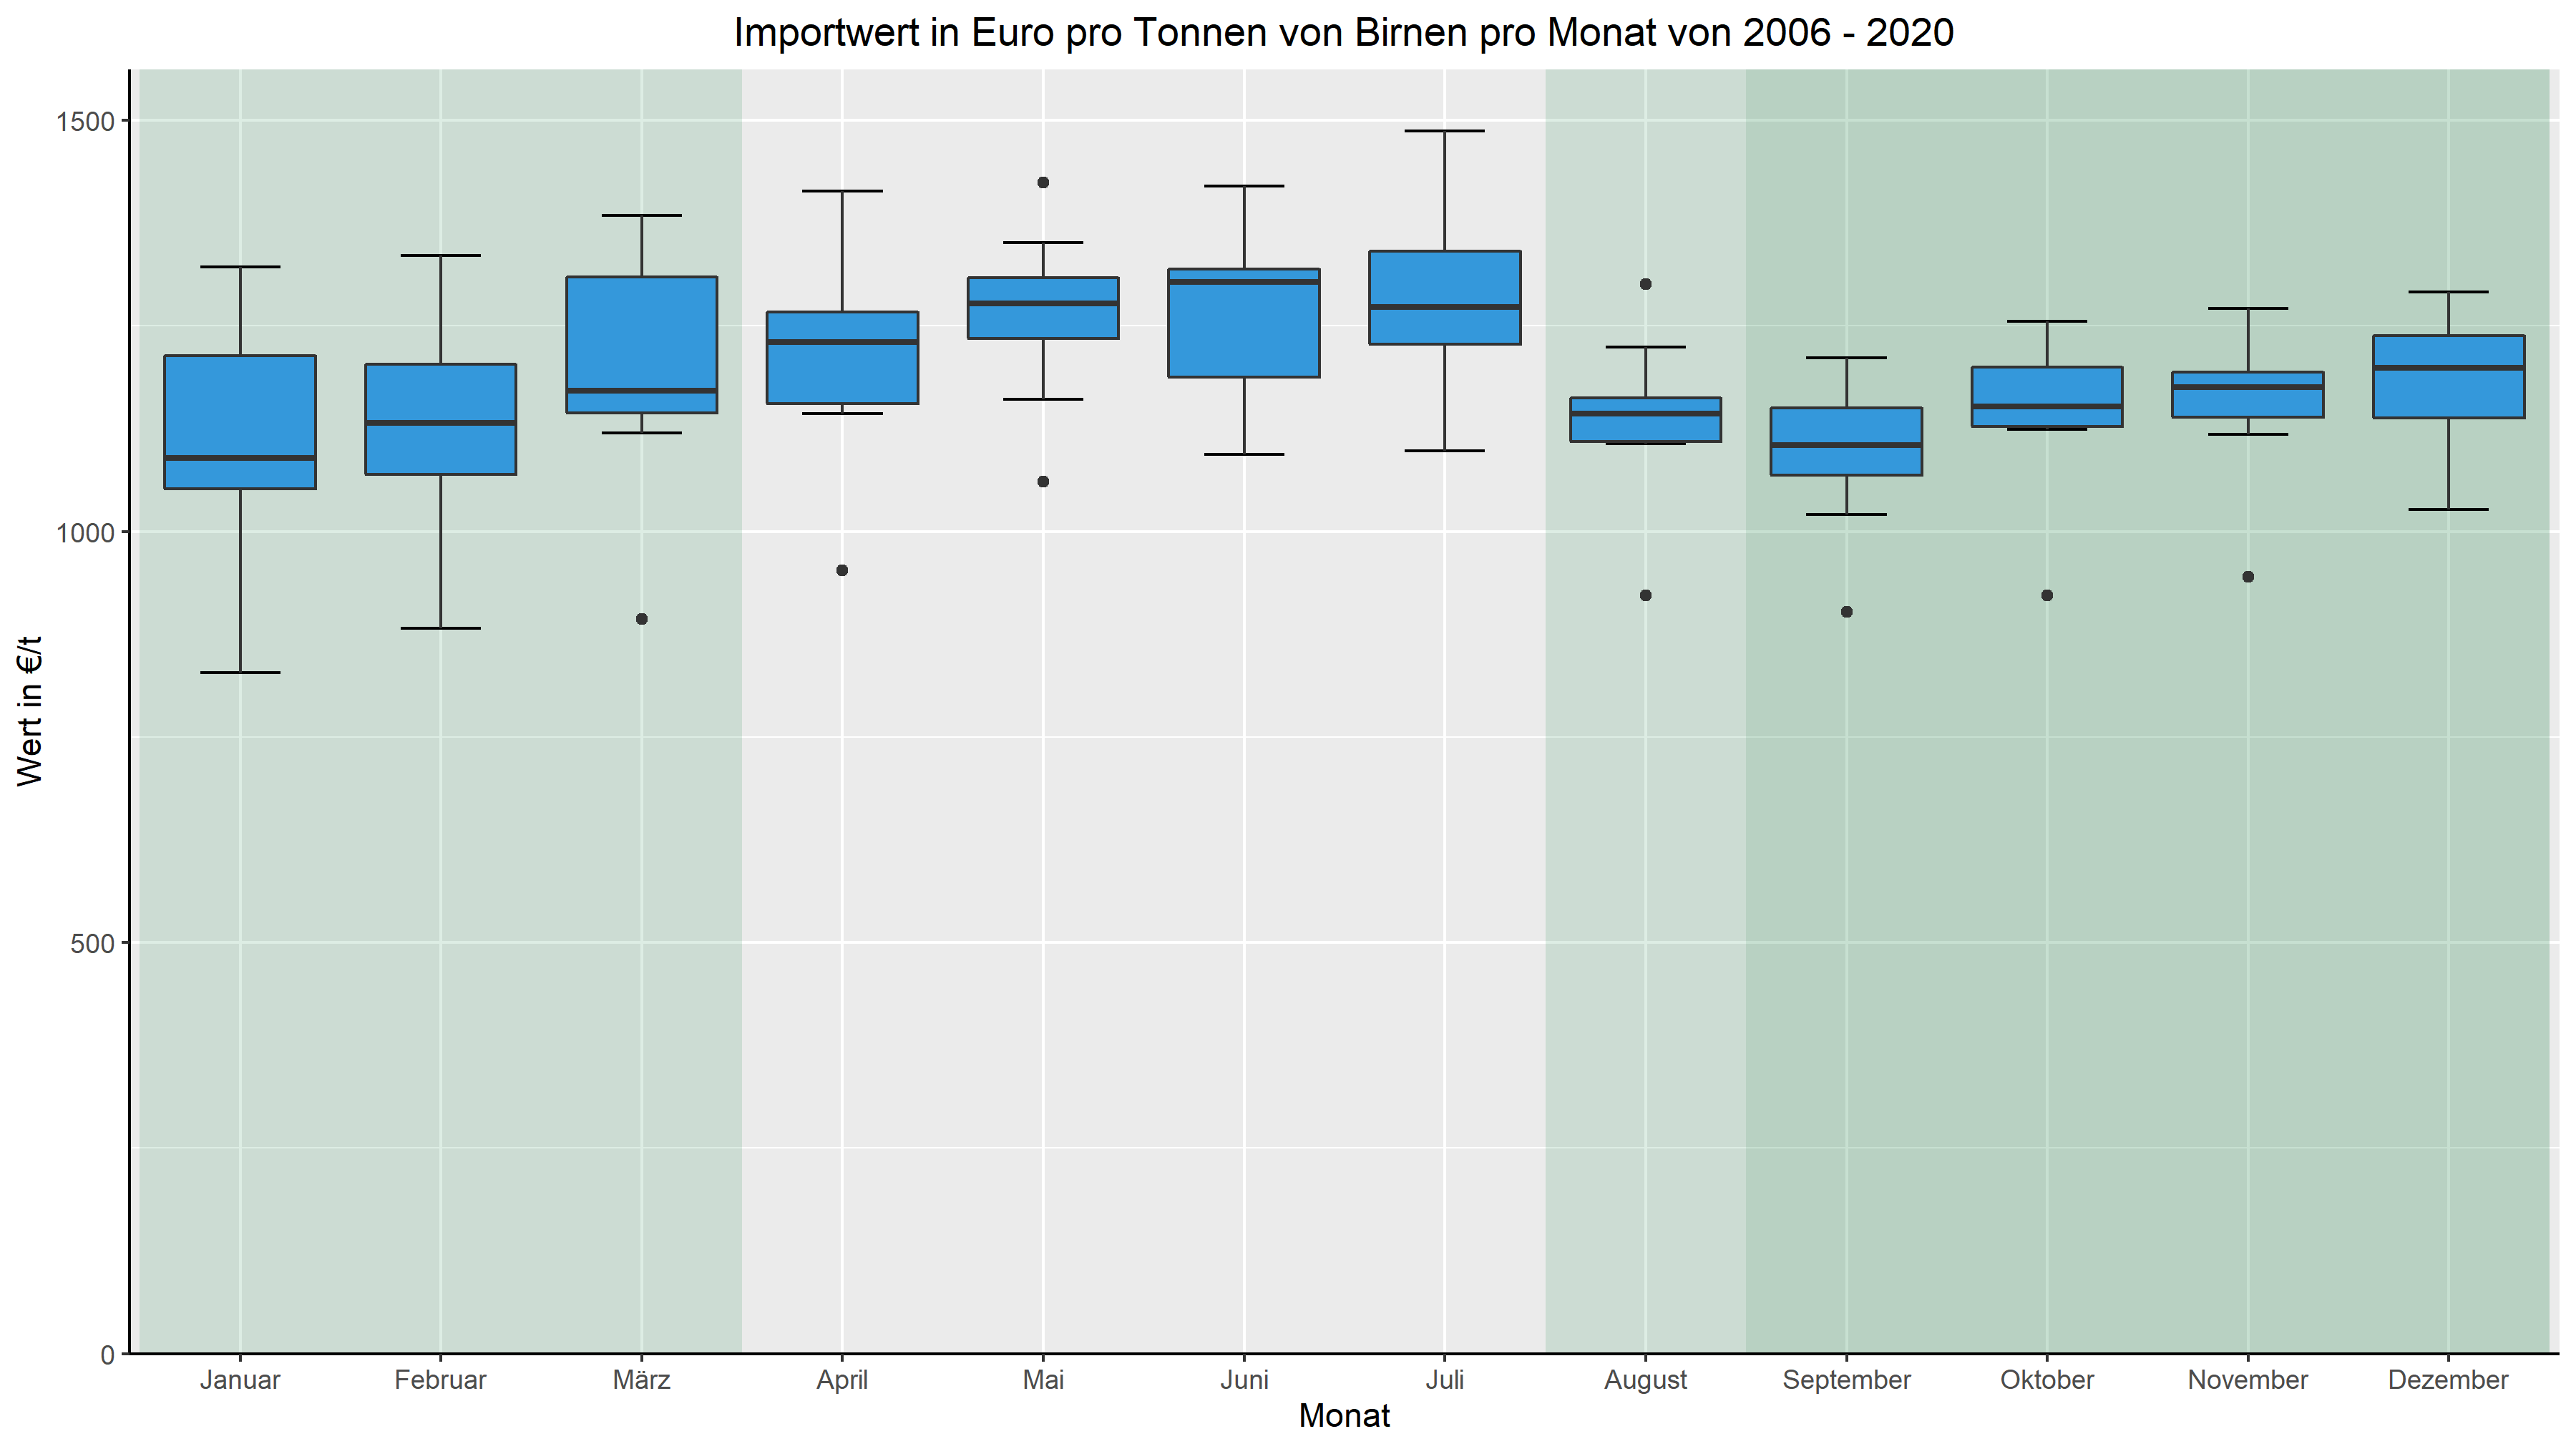 Importwert in Euro pro Tonnen von Birnen pro Monat von 2006 - 2020
Wert in €/t
1500
1000
500
0
Januar Februar März April Mai Juni Juli August September Oktober November Dezember
Monat